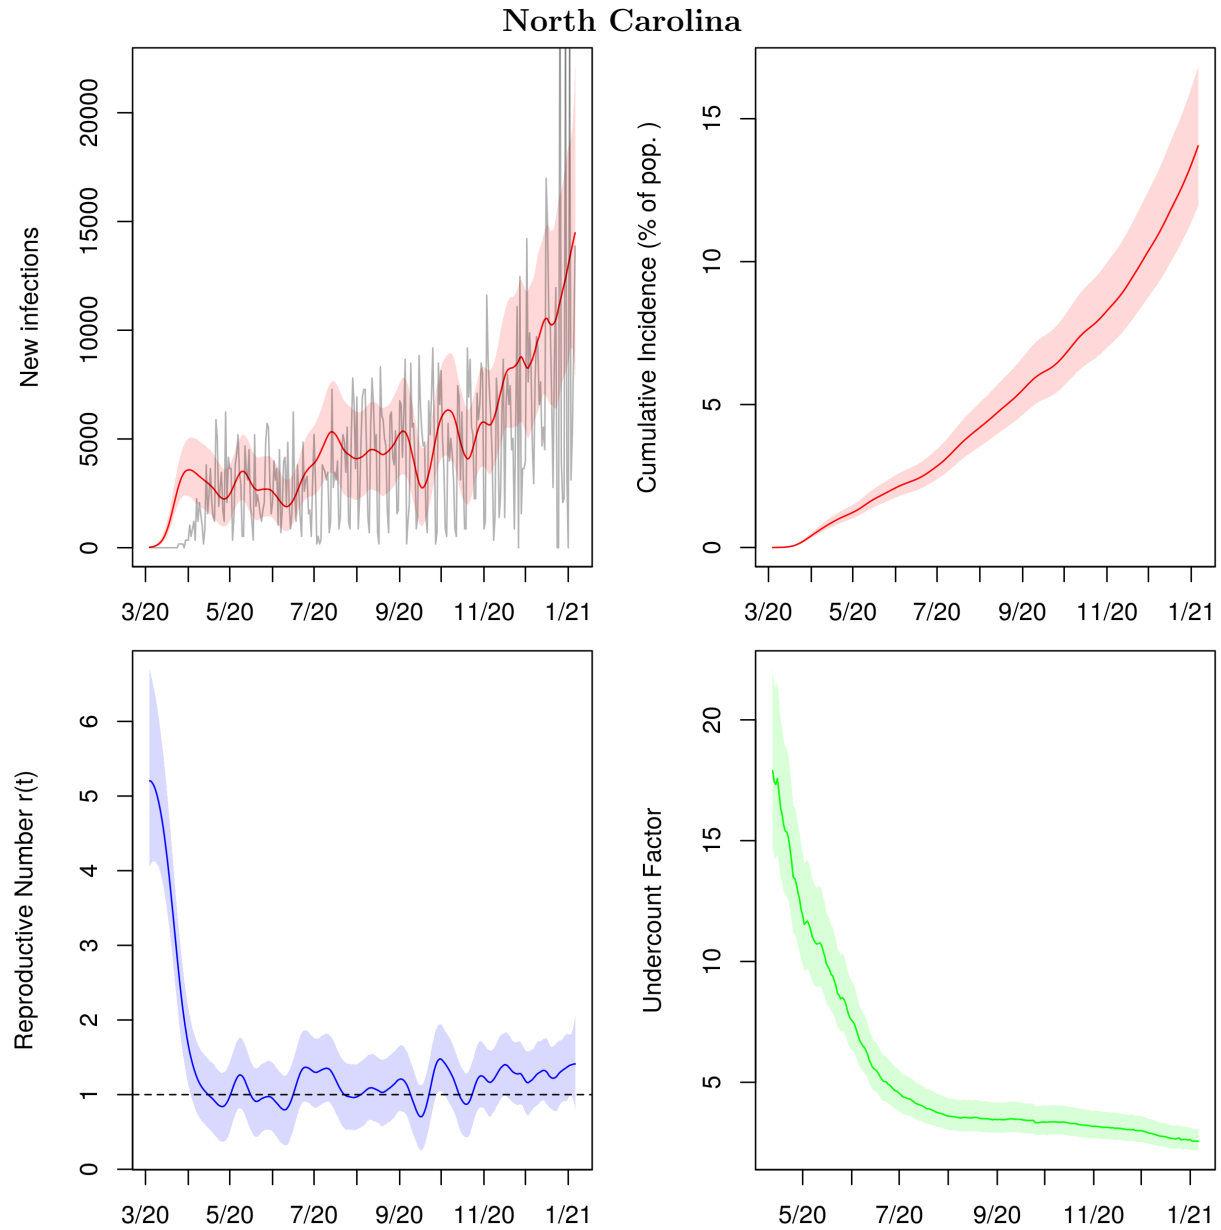 North Carolina
New infections
20000
15000
10000
5000
0
3/20 5/20 7/20 9/20 11/20 1/21
Cumulative Incidence (% of pop. )
15
10
5
0
3/20 5/20 7/20 9/20 11/20 1/21
Reproductive Number r(t)
6
5
4
3
2
1
0
3/20 5/20 7/20 9/20 11/20 1/21
Undercount Factor
20
15
10
5
5/20 7/20 9/20 11/20 1/21